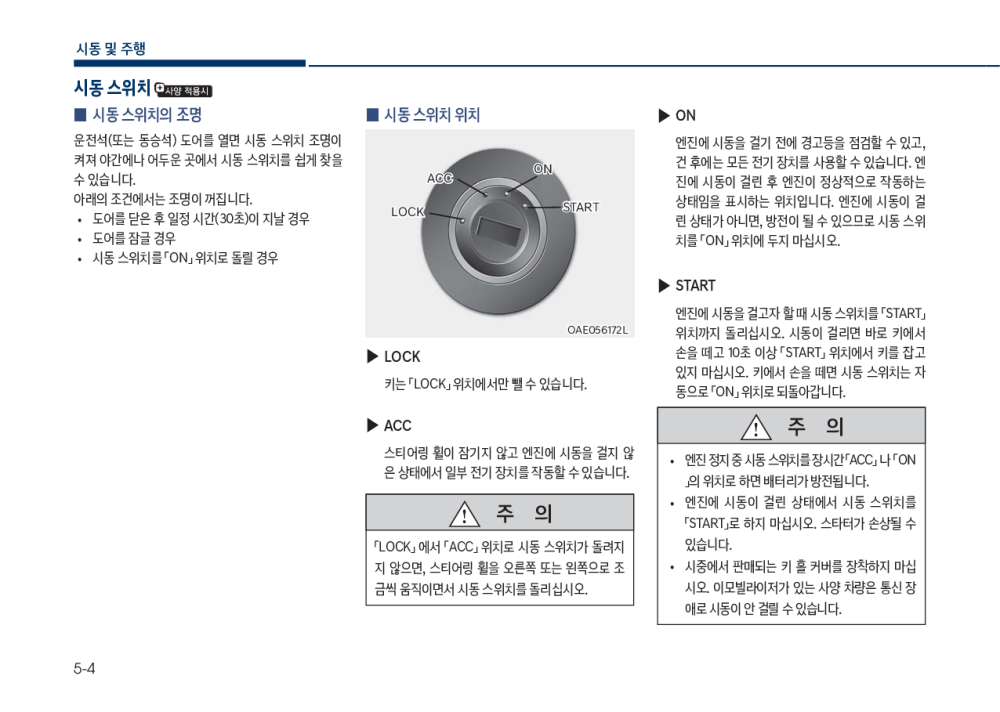 시동 및 주행
시동 스위치 사양 적용시
■ 시동 스위치의 조명
운전석(또는 동승석) 도어를 열면 시동 스위치 조명이
켜져 야간에나 어두운 곳에서 시동 스위치를 쉽게 찾을
수 있습니다.
아래의 조건에서는 조명이 꺼집니다.
• 도어를 닫은 후 일정 시간(30초)이 지날 경우
• 도어를 잠글 경우
• 시동 스위치를 「ON」 위치로 돌릴 경우
■ 시동 스위치 위치
ACC
ON
LOCK
START
OAE056172L
▶ LOCK
키는 「LOCK」 위치에서만 뺄 수 있습니다.
▶ ACC
스티어링 휠이 잠기지 않고 엔진에 시동을 걸지 않
은 상태에서 일부 전기 장치를 작동할 수 있습니다.
주 의
「LOCK」 에서 「ACC」 위치로 시동 스위치가 돌려지
지 않으면, 스티어링 휠을 오른쪽 또는 왼쪽으로 조
금씩 움직이면서 시동 스위치를 돌리십시오.
▶ ON
엔진에 시동을 걸기 전에 경고등을 점검할 수 있고,
건 후에는 모든 전기 장치를 사용할 수 있습니다. 엔
진에 시동이 걸린 후 엔진이 정상적으로 작동하는
상태임을 표시하는 위치입니다. 엔진에 시동이 걸
린 상태가 아니면, 방전이 될 수 있으므로 시동 스위
치를 「ON」 위치에 두지 마십시오.
▶ START
엔진에 시동을 걸고자 할 때 시동 스위치를 「START」
위치까지 돌리십시오. 시동이 걸리면 바로 키에서
손을 떼고 10초 이상 「START」 위치에서 키를 잡고
있지 마십시오. 키에서 손을 떼면 시동 스위치는 자
동으로 「ON」 위치로 되돌아갑니다.
주 의
• 엔진 정지 중 시동 스위치를 장시간 「ACC」 나 「ON
」의 위치로 하면 배터리가 방전됩니다.
• 엔진에 시동이 걸린 상태에서 시동 스위치를
「START」로 하지 마십시오. 스타터가 손상될 수
있습니다.
• 시중에서 판매되는 키 홀 커버를 장착하지 마십
시오. 이모빌라이저가 있는 사양 차량은 통신 장
애로 시동이 안 걸릴 수 있습니다.
5-4